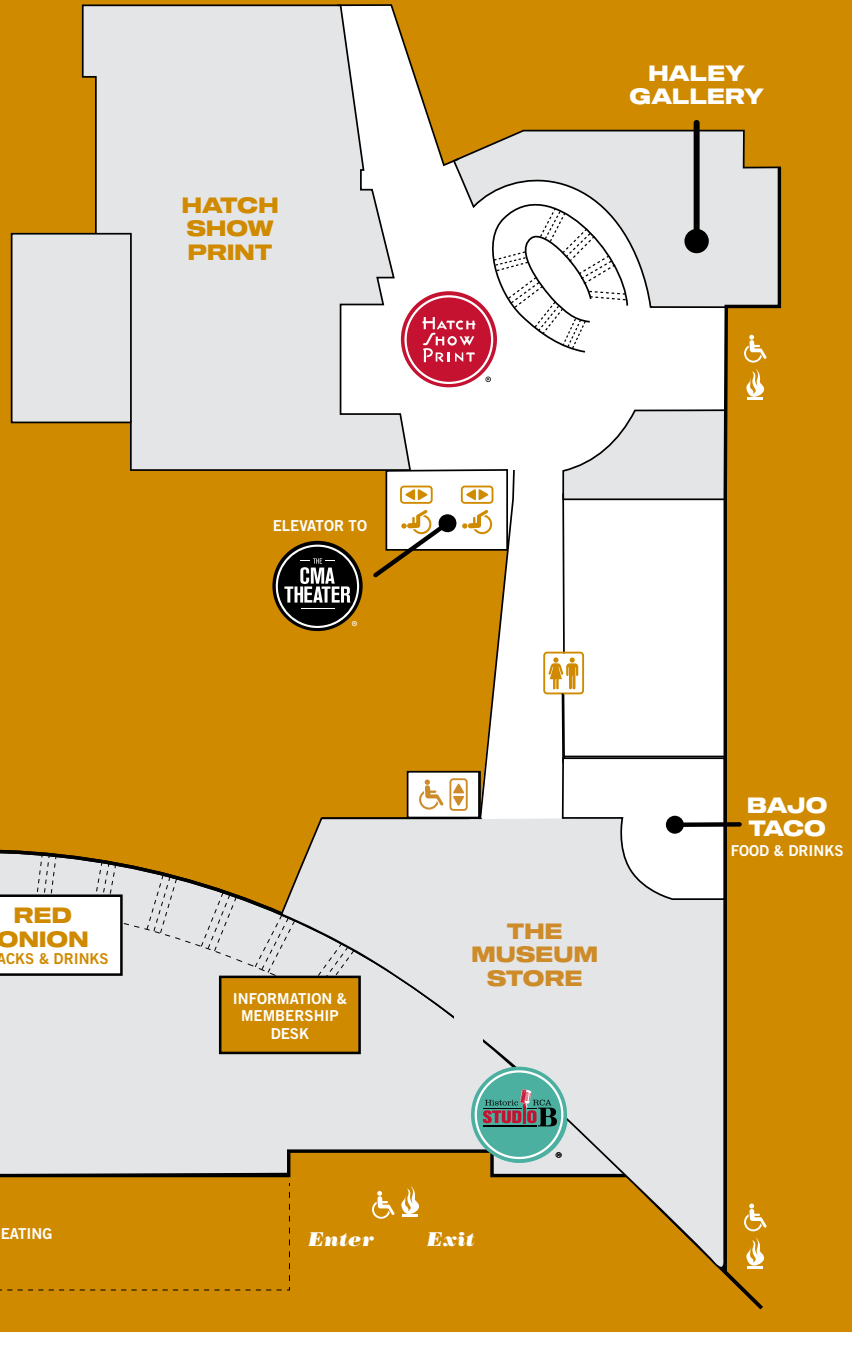 HALEY
GALLERY
HATCH
SHOW
PRINT
HATCH
SHOW
PRINT
®
ELEVATOR TO
THE
CMA
THEATER
®
BAJO
TACO
FOOD & DRINKS
RED
ONION
ACKS & DRINKS
THE
MUSEUM
STORE
INFORMATION &
MEMBERSHIP
DESK
Historic RCA
STUDIO B
®
EATING
Enter Exit